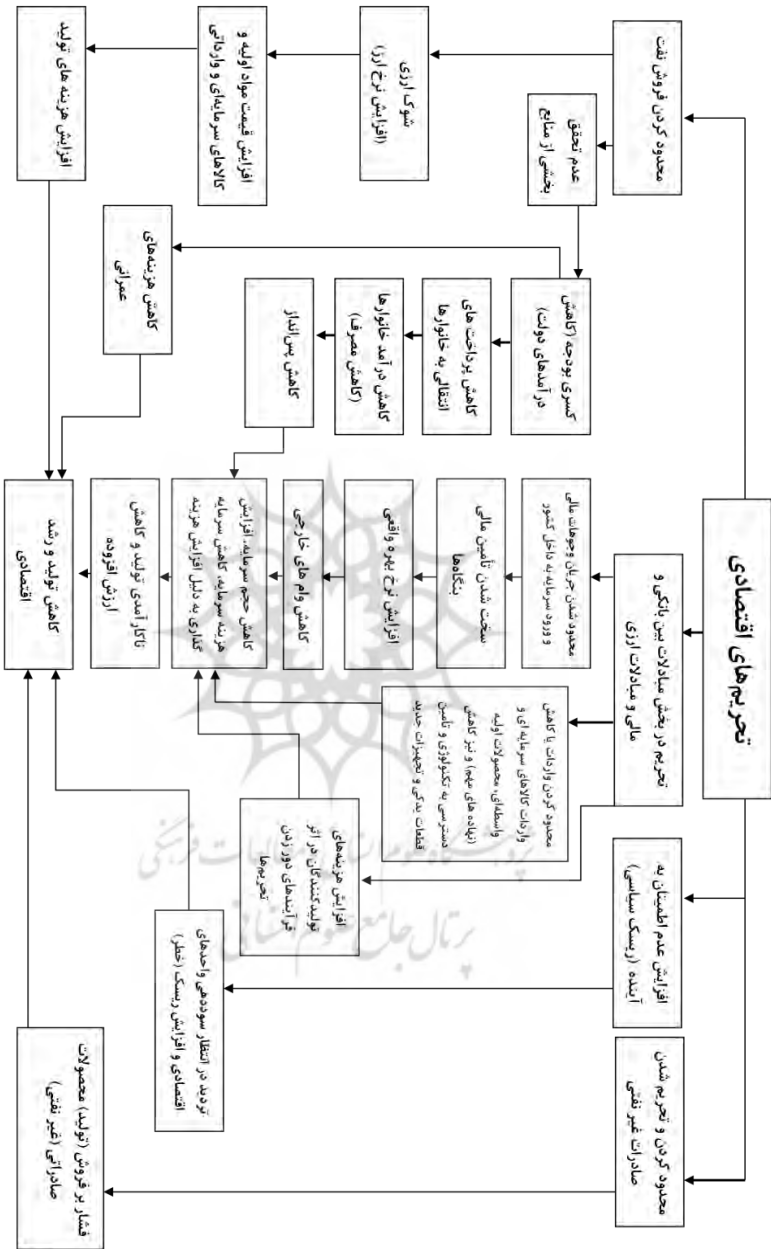 تحریم‌های اقتصادی
محدود کردن و تحریم شدن
صادرات غیر نفتی
افزایش عدم اطمینان به
آینده (ریسک سیاسی)
تحریم در بخش مبادلات بین بانکی و
مالی و مبادلات ارزی
محدود کردن فروش نفت
فشار بر فروش (تولید) محصولات
صادراتی (غیر نفتی)
تردید در انتظار سوددهی واحدهای
اقتصادی و افزایش ریسک (خطر)
افزایش هزینه‌های
تولیدکنندگان در اثر
فرآیندهای دور زدن
تحریم‌ها
محدود کردن واردات یا کاهش
واردات کالاهای سرمایه ای و
واسطه‌ای، محصولات اولیه
(نهاده های مهم) و نیز کاهش
دسترسی به تکنولوژی و تأمین
قطعات یدکی و تجهیزات جدید
محدود شدن جریان وجوهات مالی
و ورود سرمایه به داخل کشور
سخت شدن تأمین مالی
بنگاه‌ها
افزایش نرخ بهره واقعی
کاهش وام های خارجی
کاهش حجم سرمایه، افزایش
هزینه سرمایه، کاهش سرمایه
گذاری به دلیل افزایش هزینه
ناکارآمدی تولید و کاهش
ارزش افزوده
کاهش تولید و رشد
اقتصادی
عدم تحقق
بخشی از منابع
کسری بودجه (کاهش
درآمدهای دولت)
کاهش پرداخت های
انتقالی به خانوارها
کاهش درآمد خانوارها
(کاهش مصرف)
کاهش پس‌انداز
کاهش هزینه‌های
عمرانی
شوک ارزی
(افزایش نرخ ارز)
افزایش قیمت مواد اولیه و
کالاهای سرمایه‌ای و وارداتی
افزایش هزینه های تولید
پژوهشگاه علوم انسانی و مطالعات فرهنگی
پرتال جامع علوم انسانی